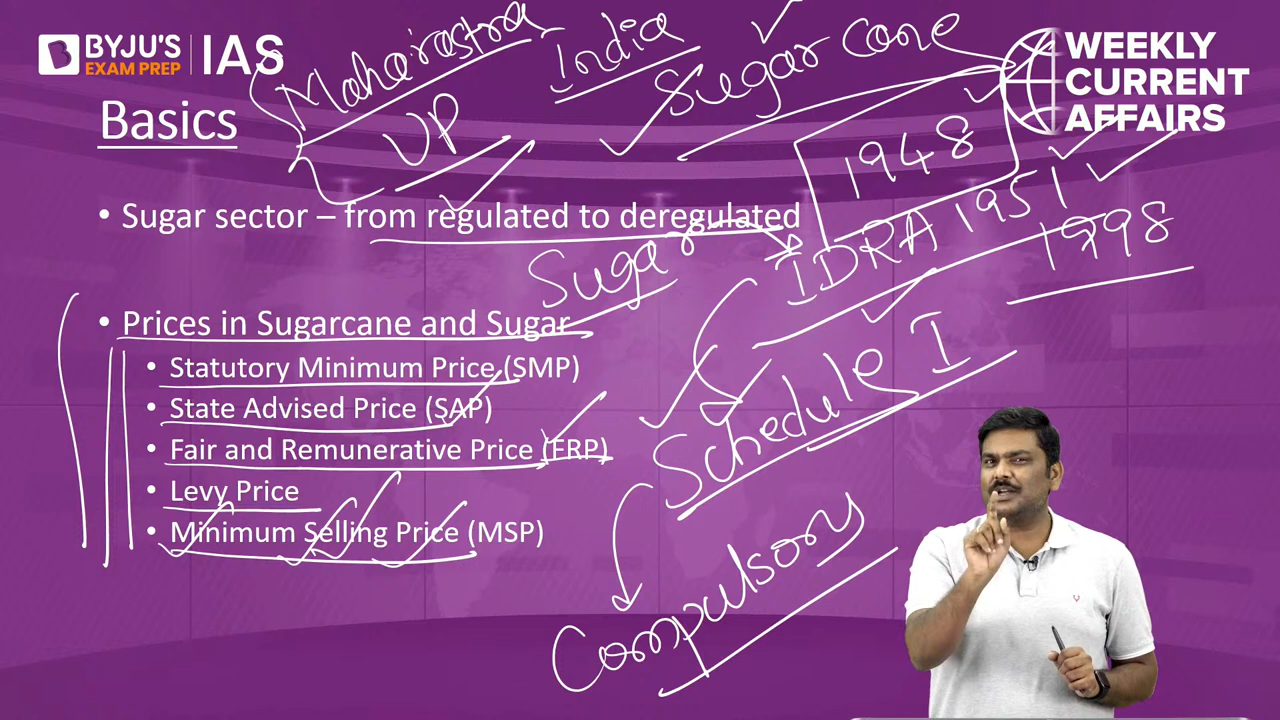 BYJU'S
EXAM PREP
IAS
WEEKLY
CURRENT
AFFAIRS
Basics
Maharastra
India
Sugar cane
UP
1948
IDRA 1951
1998
• Sugar sector – from regulated to deregulated
Sugar
• Prices in Sugarcane and Sugar
• Statutory Minimum Price (SMP)
• State Advised Price (SAP)
• Fair and Remunerative Price (FRP)
• Levy Price
• Minimum Selling Price (MSP)
Schedule I
Compulsory